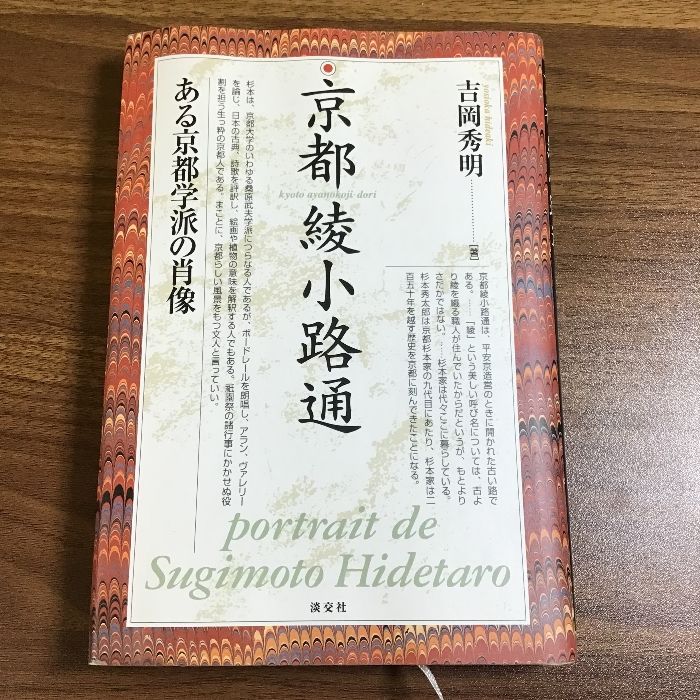 吉岡秀明…………[著]
yosioka hideaki
京都綾小路通は、平安京造営のときに開かれた古い路で
ある。……「綾」という美しい呼び名については、古よ
り綾を織る職人が住んでいたからだというが、もとより
さだかではない。……杉本家は代々ここに暮らしている。
杉本秀太郎は京都杉本家の九代目にあたり、杉本家は二
百五十年を越す歴史を京都に刻んできたことになる。
京都綾小路通
kyoto ayanokoji-dori
杉本は、京都大学のいわゆる桑原武夫学派につらなる人であるが、ボードレールを朗唱し、アラン、ヴァレリー
を論じ、日本の古典、詩歌を評釈し、絵画や植物の意味を解釈する人でもある。祇園祭の諸行事にかかせぬ役
割を担う生っ粋の京都人である。まことに、京都らしい風景をもつ文人と言っていい。
ある京都学派の肖像
portrait de
Sugimoto Hidetaro
淡交社